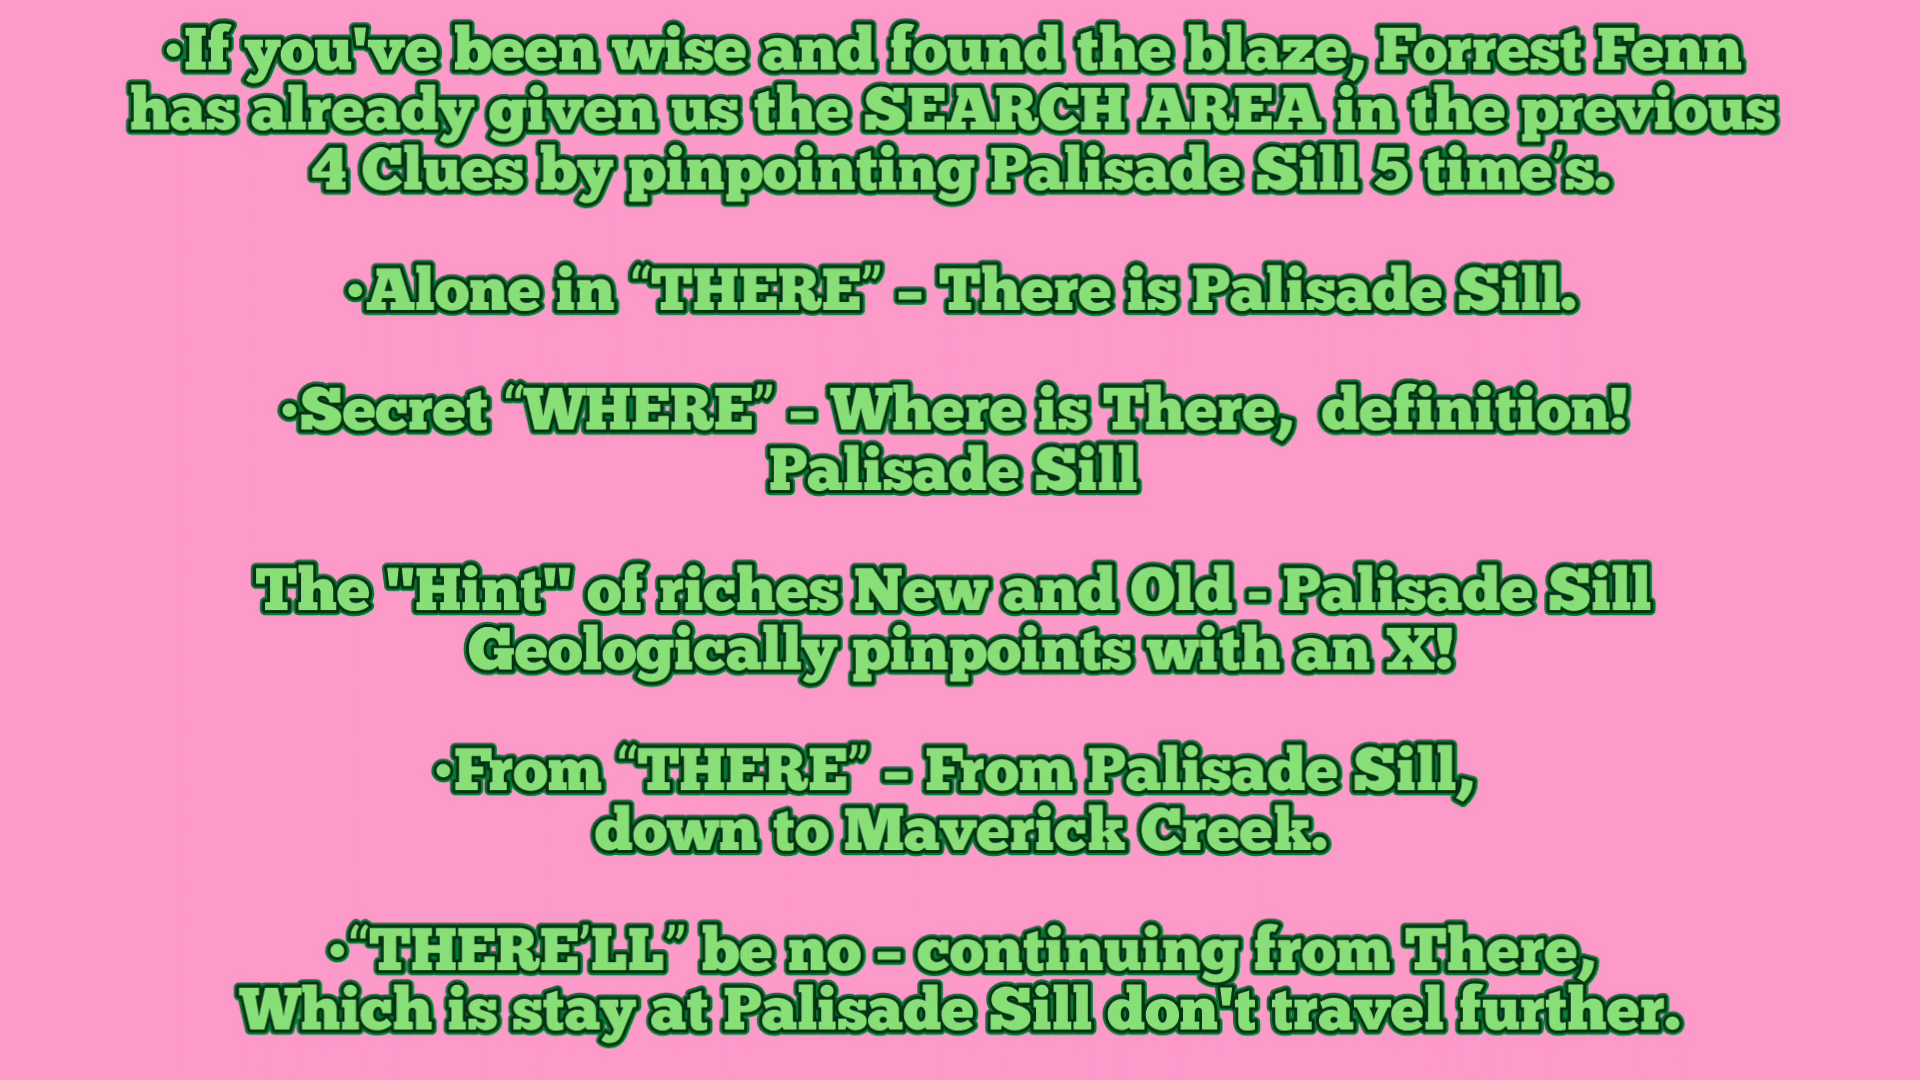 •If you've been wise and found the blaze, Forrest Fenn
has already given us the SEARCH AREA in the previous
4 Clues by pinpointing Palisade Sill 5 time’s.
•Alone in “THERE” – There is Palisade Sill.
•Secret “WHERE” – Where is There,  definition!
Palisade Sill
The "Hint" of riches New and Old - Palisade Sill
Geologically pinpoints with an X!
•From “THERE” – From Palisade Sill,
down to Maverick Creek.
•“THERE’LL” be no – continuing from There,
Which is stay at Palisade Sill don't travel further.